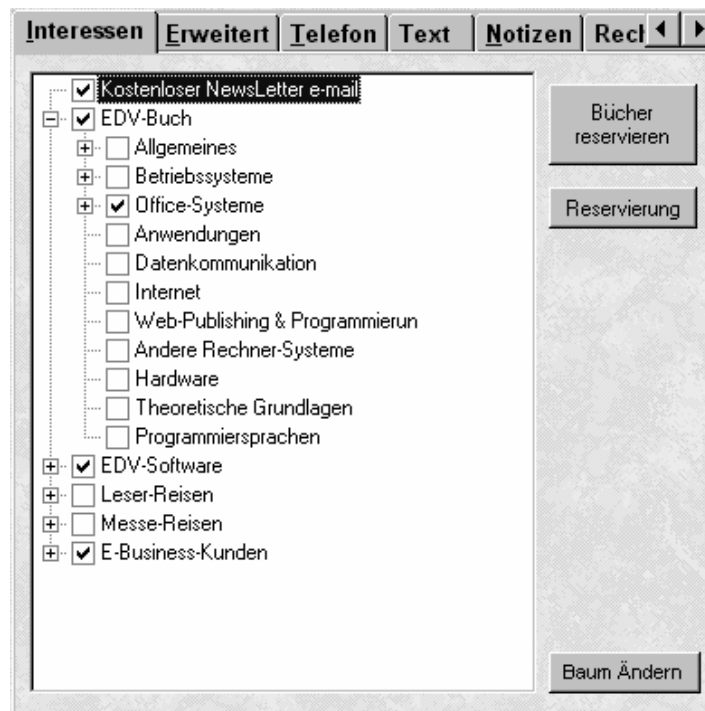 Interessen Erweitert Telefon Text Notizen Rech
Kostenloser NewsLetter e-mail
EDV-Buch
Allgemeines
Betriebssysteme
Office-Systeme
Anwendungen
Datenkommunikation
Internet
Web-Publishing & Programmierun
Andere Rechner-Systeme
Hardware
Theoretische Grundlagen
Programmiersprachen
EDV-Software
Leser-Reisen
Messe-Reisen
E-Business-Kunden
Bücher
reservieren
Reservierung
Baum Ändern